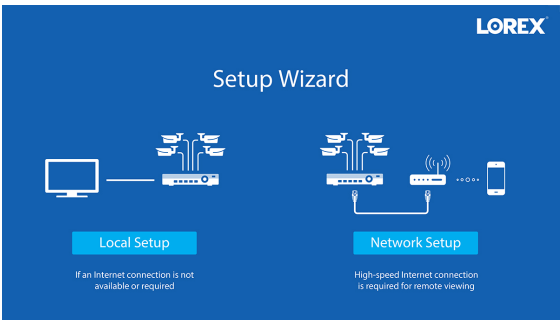 LOREX
Setup Wizard
Local Setup
If an Internet connection is not
available or required
Network Setup
High-speed Internet connection
is required for remote viewing